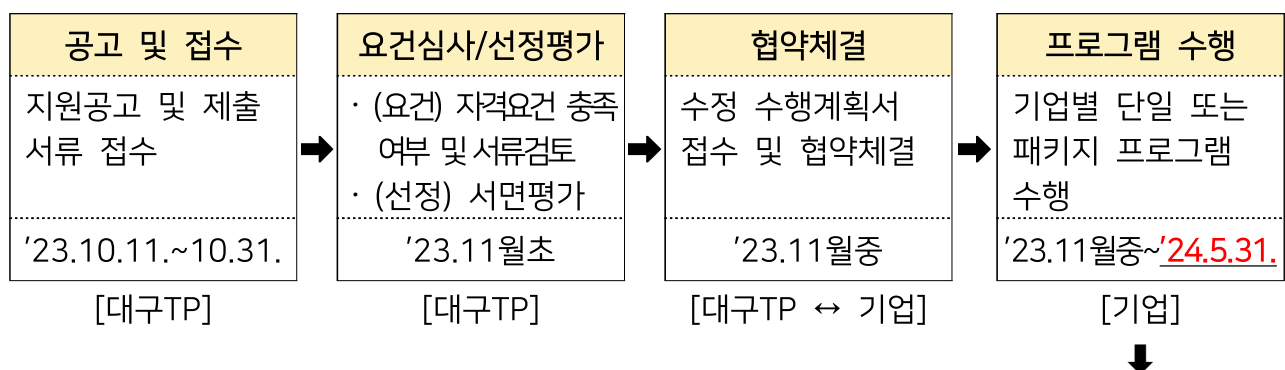 공고 및 접수
지원공고 및 제출
서류 접수
'23.10.11.~10.31.
[대구TP]
요건심사/선정평가
· (요건) 자격요건 충족
여부 및 서류검토
· (선정) 서면평가
'23.11월초
[대구TP]
협약체결
수정 수행계획서
접수 및 협약체결
'23.11월중
[대구TP ↔ 기업]
프로그램 수행
기업별 단일 또는
패키지 프로그램
수행
'23.11월중~'24.5.31.
[기업]